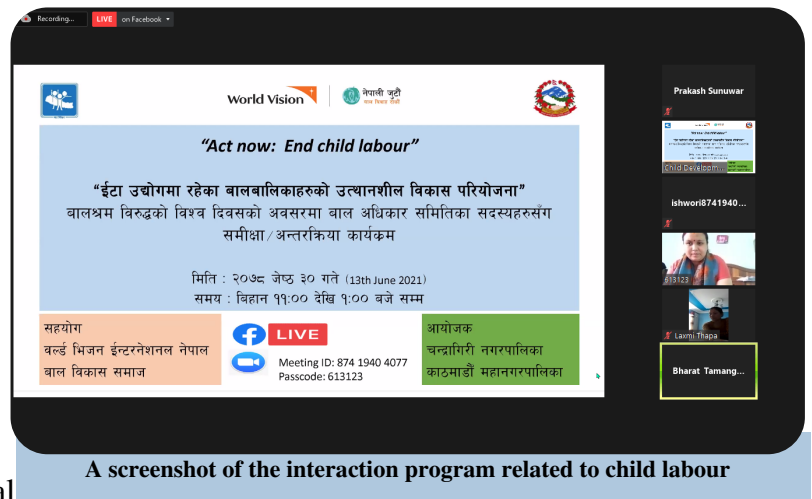 Recording...
LIVE on Facebook
World Vision
नेपाली जुटौं
“Act now: End child labour”
“ईटा उद्योगमा रहेका बालबालिकाहरुको उत्थानशील विकास परियोजना”
बालश्रम विरुद्धको विश्व दिवसको अवसरमा बाल अधिकार समितिका सदस्यहरुसँग
समीक्षा/अन्तरक्रिया कार्यक्रम
मिति : २०७८ जेष्ठ ३० गते (13th June 2021)
समय : बिहान ११:०० देखि १:०० बजे सम्म
सहयोग
वर्ल्ड भिजन ईन्टरनेशनल नेपाल
बाल विकास समाज
LIVE
Meeting ID: 874 1940 4077
Passcode: 613123
आयोजक
चन्द्रागिरी नगरपालिका
काठमाडौं महानगरपालिका
Prakash Sunuwar
Child Developm...
ishwori8741940...
613123
Laxmi Thapa
Bharat Tamang...
A screenshot of the interaction program related to child labour
al